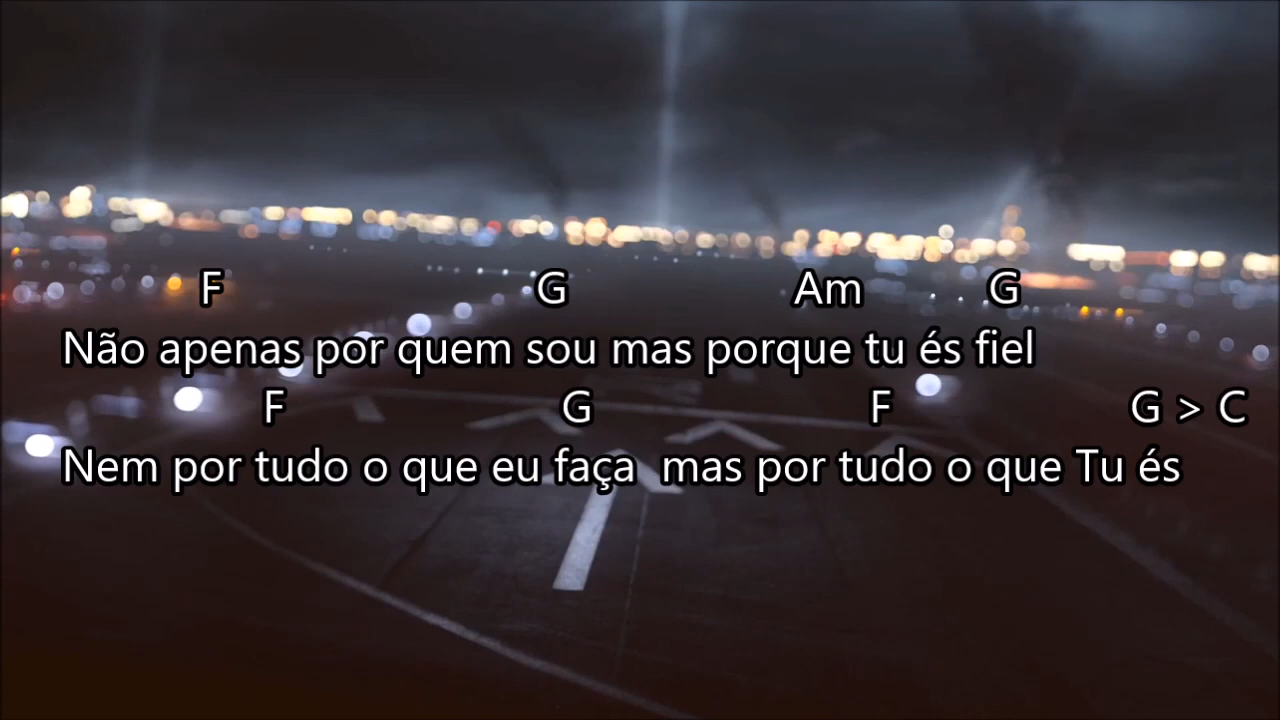 F G Am G
Não apenas por quem sou mas porque tu és fiel
F G F G > C
Nem por tudo o que eu faça mas por tudo o que Tu és